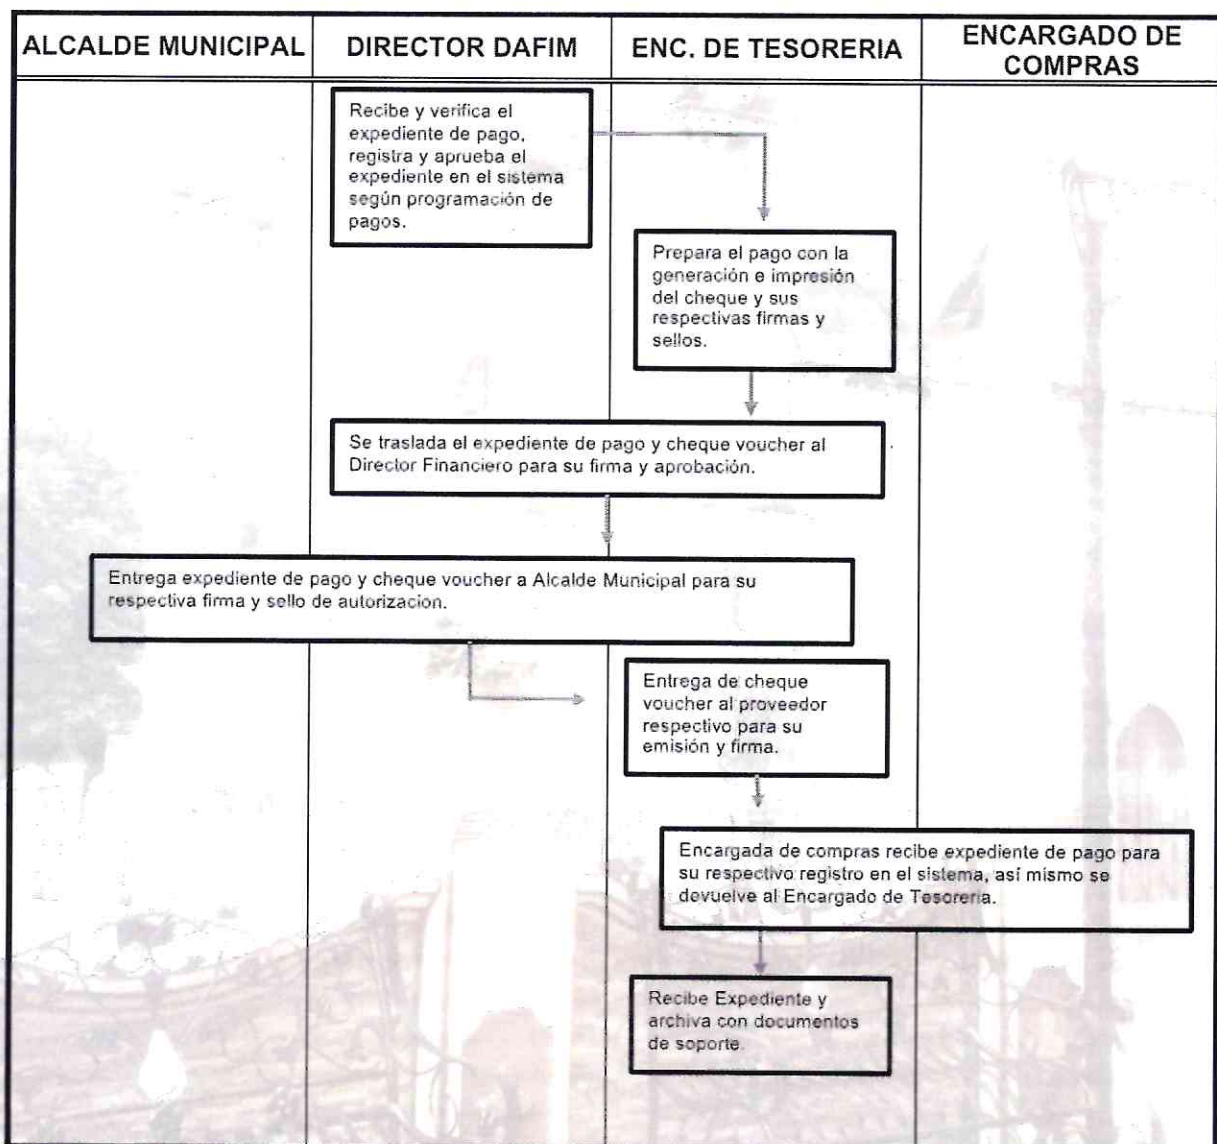 ALCALDE MUNICIPAL
DIRECTOR DAFIM
ENC. DE TESORERIA
ENCARGADO DE
COMPRAS
Recibe y verifica el
expediente de pago,
registra y aprueba el
expediente en el sistema
según programación de
pagos.
Prepara el pago con la
generación e impresión
del cheque y sus
respectivas firmas y
sellos.
Se traslada el expediente de pago y cheque voucher al
Director Financiero para su firma y aprobación.
Entrega expediente de pago y cheque voucher a Alcalde Municipal para su
respectiva firma y sello de autorizacion.
Entrega de cheque
voucher al proveedor
respectivo para su
emisión y firma.
Encargada de compras recibe expediente de pago para
su respectivo registro en el sistema, así mismo se
devuelve al Encargado de Tesoreria.
Recibe Expediente y
archiva con documentos
de soporte.